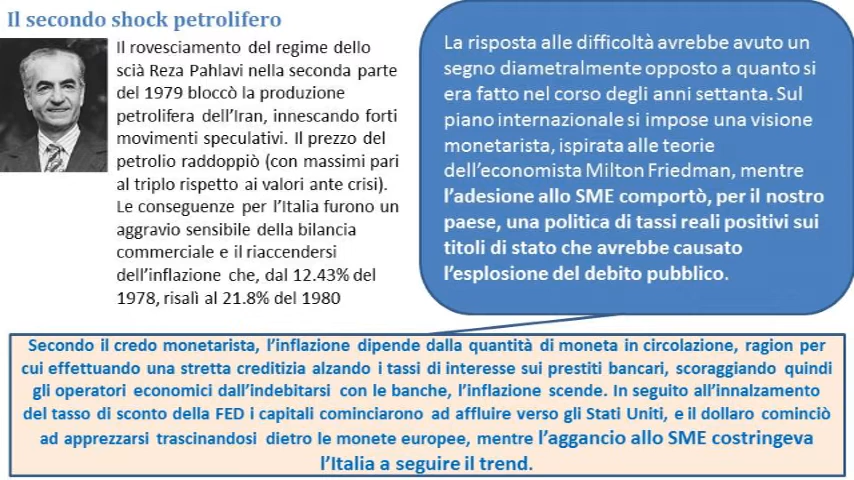 Il secondo shock petrolifero
Il rovesciamento del regime dello
scià Reza Pahlavi nella seconda parte
del 1979 bloccò la produzione
petrolifera dell'Iran, innescando forti
movimenti speculativi. Il prezzo del
petrolio raddoppiò (con massimi pari
al triplo rispetto ai valori ante crisi).
Le conseguenze per l'Italia furono un
aggravio sensibile della bilancia
commerciale e il riaccendersi
dell'inflazione che, dal 12.43% del
1978, risalì al 21.8% del 1980
La risposta alle difficoltà avrebbe avuto un
segno diametralmente opposto a quanto si
era fatto nel corso degli anni settanta. Sul
piano internazionale si impose una visione
monetarista, ispirata alle teorie
dell'economista Milton Friedman, mentre
l'adesione allo SME comportò, per il nostro
paese, una politica di tassi reali positivi sui
titoli di stato che avrebbe causato
l'esplosione del debito pubblico.
Secondo il credo monetarista, l'inflazione dipende dalla quantità di moneta in circolazione, ragion per
cui effettuando una stretta creditizia alzando i tassi di interesse sui prestiti bancari, scoraggiando quindi
gli operatori economici dall'indebitarsi con le banche, l'inflazione scende. In seguito all'innalzamento
del tasso di sconto della FED i capitali cominciarono ad affluire verso gli Stati Uniti, e il dollaro cominciò
ad apprezzarsi trascinandosi dietro le monete europee, mentre l'aggancio allo SME costringeva
l'Italia a seguire il trend.